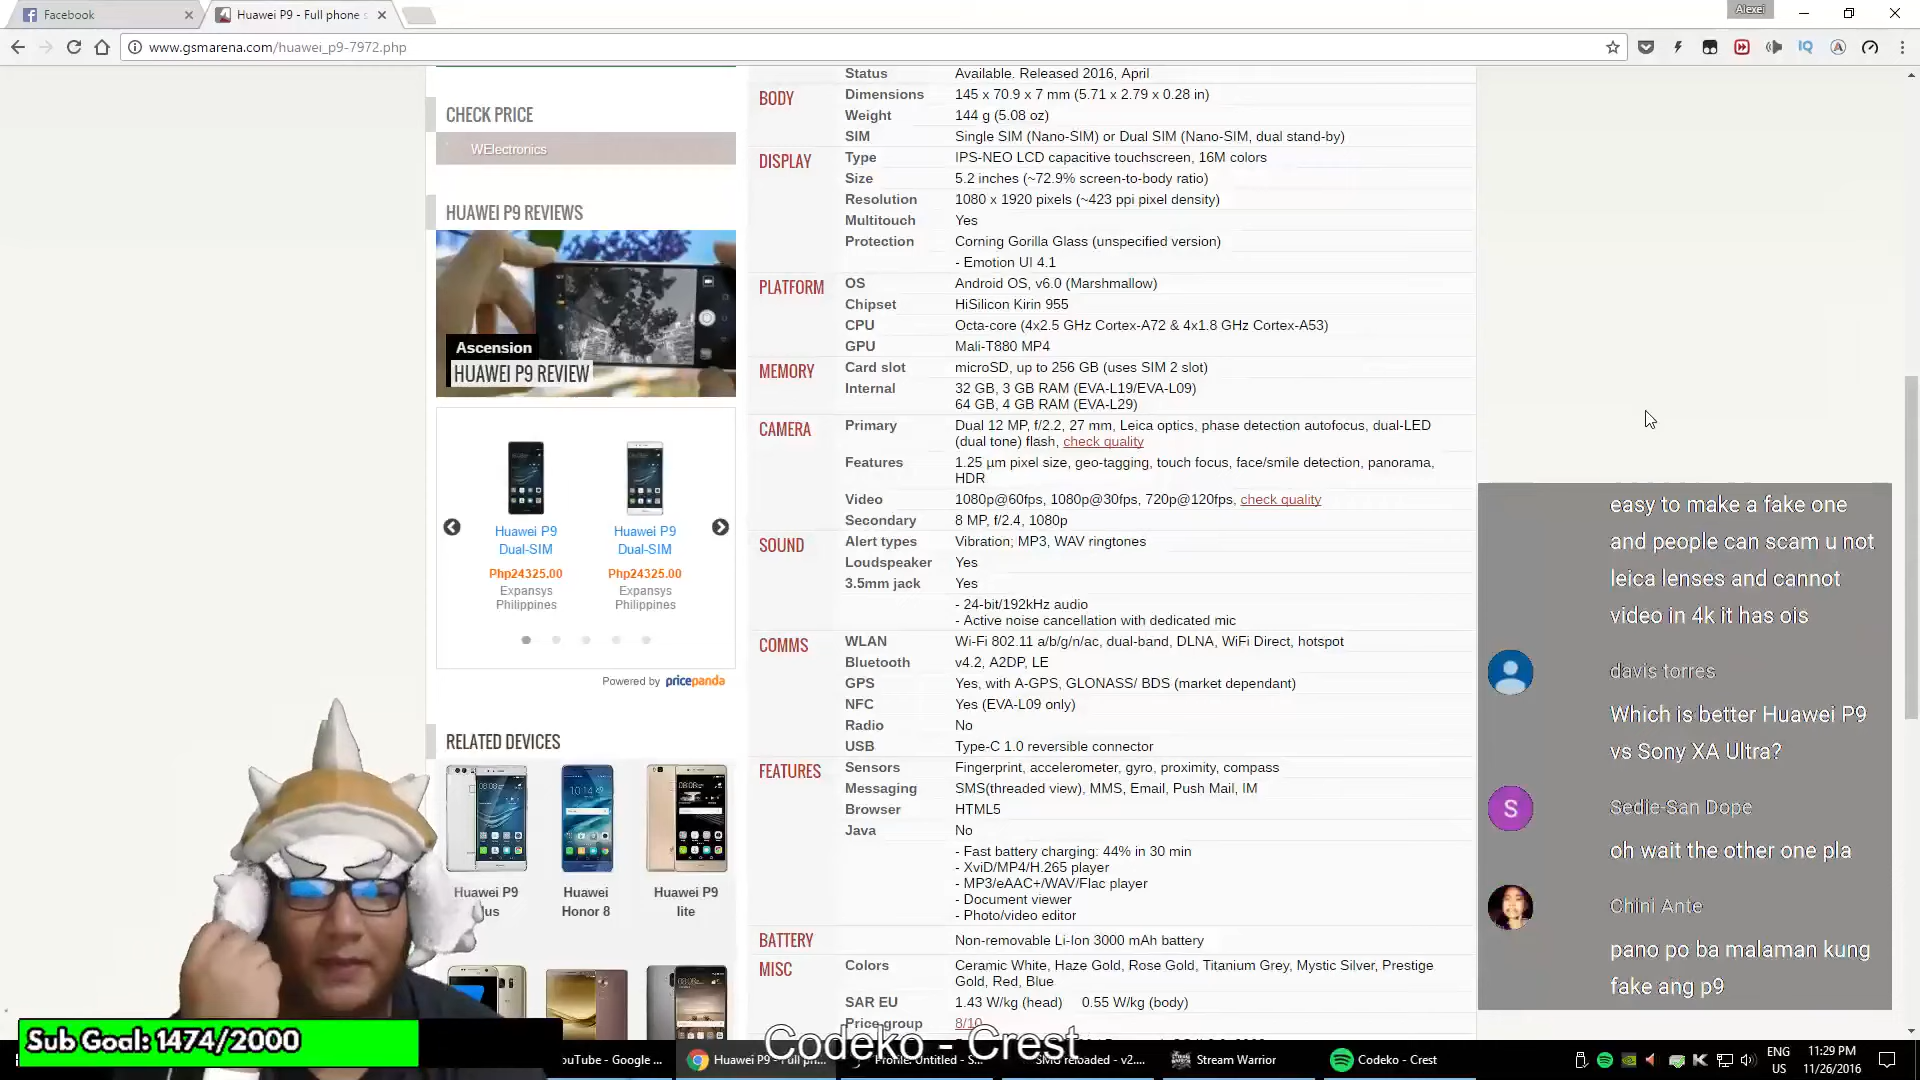 Facebook
Huawei P9 - Full phone s
Alexei
www.gsmarena.com/huawei_p9-7972.php
CHECK PRICE
WElectronics
HUAWEI P9 REVIEWS
Ascension
HUAWEI P9 REVIEW
Huawei P9 Dual-SIM
Php24325.00
Expansys
Philippines
Huawei P9 Dual-SIM
Php24325.00
Expansys
Philippines
Powered by pricepanda
RELATED DEVICES
Huawei P9
lus
Huawei
Honor 8
Huawei P9
lite
Status Available. Released 2016, April
BODY Dimensions 145 x 70.9 x 7 mm (5.71 x 2.79 x 0.28 in)
Weight 144 g (5.08 oz)
SIM Single SIM (Nano-SIM) or Dual SIM (Nano-SIM, dual stand-by)
DISPLAY Type IPS-NEO LCD capacitive touchscreen, 16M colors
Size 5.2 inches (~72.9% screen-to-body ratio)
Resolution 1080 x 1920 pixels (~423 ppi pixel density)
Multitouch Yes
Protection Corning Gorilla Glass (unspecified version)
- Emotion UI 4.1
PLATFORM OS Android OS, v6.0 (Marshmallow)
Chipset HiSilicon Kirin 955
CPU Octa-core (4x2.5 GHz Cortex-A72 & 4x1.8 GHz Cortex-A53)
GPU Mali-T880 MP4
MEMORY Card slot microSD, up to 256 GB (uses SIM 2 slot)
Internal 32 GB, 3 GB RAM (EVA-L19/EVA-L09)
64 GB, 4 GB RAM (EVA-L29)
CAMERA Primary Dual 12 MP, f/2.2, 27 mm, Leica optics, phase detection autofocus, dual-LED
(dual tone) flash, check quality
Features 1.25 µm pixel size, geo-tagging, touch focus, face/smile detection, panorama,
HDR
Video 1080p@60fps, 1080p@30fps, 720p@120fps, check quality
Secondary 8 MP, f/2.4, 1080p
SOUND Alert types Vibration; MP3, WAV ringtones
Loudspeaker Yes
3.5mm jack Yes
- 24-bit/192kHz audio
- Active noise cancellation with dedicated mic
COMMS WLAN Wi-Fi 802.11 a/b/g/n/ac, dual-band, DLNA, WiFi Direct, hotspot
Bluetooth v4.2, A2DP, LE
GPS Yes, with A-GPS, GLONASS/ BDS (market dependant)
NFC Yes (EVA-L09 only)
Radio No
USB Type-C 1.0 reversible connector
FEATURES Sensors Fingerprint, accelerometer, gyro, proximity, compass
Messaging SMS(threaded view), MMS, Email, Push Mail, IM
Browser HTML5
Java No
- Fast battery charging: 44% in 30 min
- XviD/MP4/H.265 player
- MP3/eAAC+/WAV/Flac player
- Document viewer
- Photo/video editor
BATTERY Non-removable Li-Ion 3000 mAh battery
MISC Colors Ceramic White, Haze Gold, Rose Gold, Titanium Grey, Mystic Silver, Prestige
Gold, Red, Blue
SAR EU 1.43 W/kg (head) 0.55 W/kg (body)
Price group 8/10
easy to make a fake one
and people can scam u not
leica lenses and cannot
video in 4k it has ois
davis torres
Which is better Huawei P9
vs Sony XA Ultra?
S
Sedie-San Dope
oh wait the other one pla
Chini Ante
pano po ba malaman kung
fake ang p9
Sub Goal: 1474/2000
Codeko - Crest
YouTube - Google ...
Huawei P9 - Full ph...
Profile: Untitled - S...
reloaded - v2....
Stream Warrior
Codeko - Crest
ENG
US
11:29 PM
11/26/2016